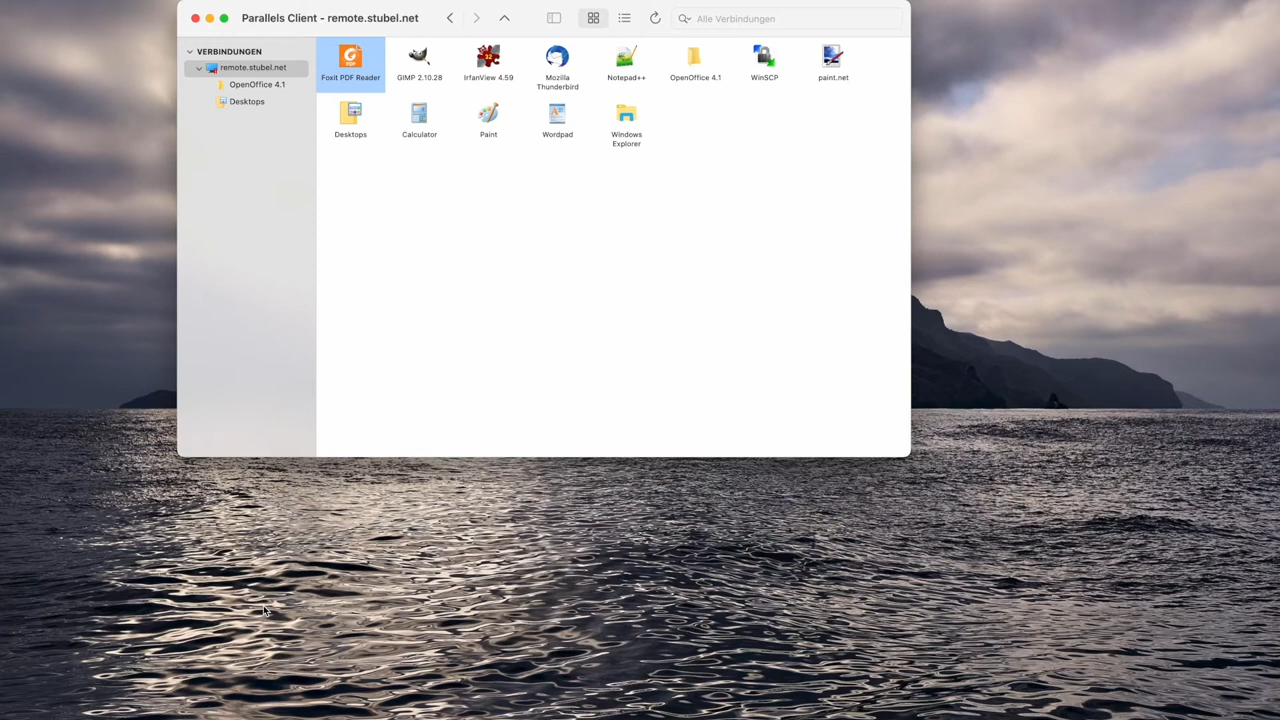 Parallels Client - remote.stubel.net
Alle Verbindungen
VERBINDUNGEN
remote.stubel.net
OpenOffice 4.1
Desktops
Foxit PDF Reader
GIMP 2.10.28
IrfanView 4.59
Mozilla
Thunderbird
Notepad++
OpenOffice 4.1
WinSCP
paint.net
Desktops
Calculator
Paint
Wordpad
Windows
Explorer